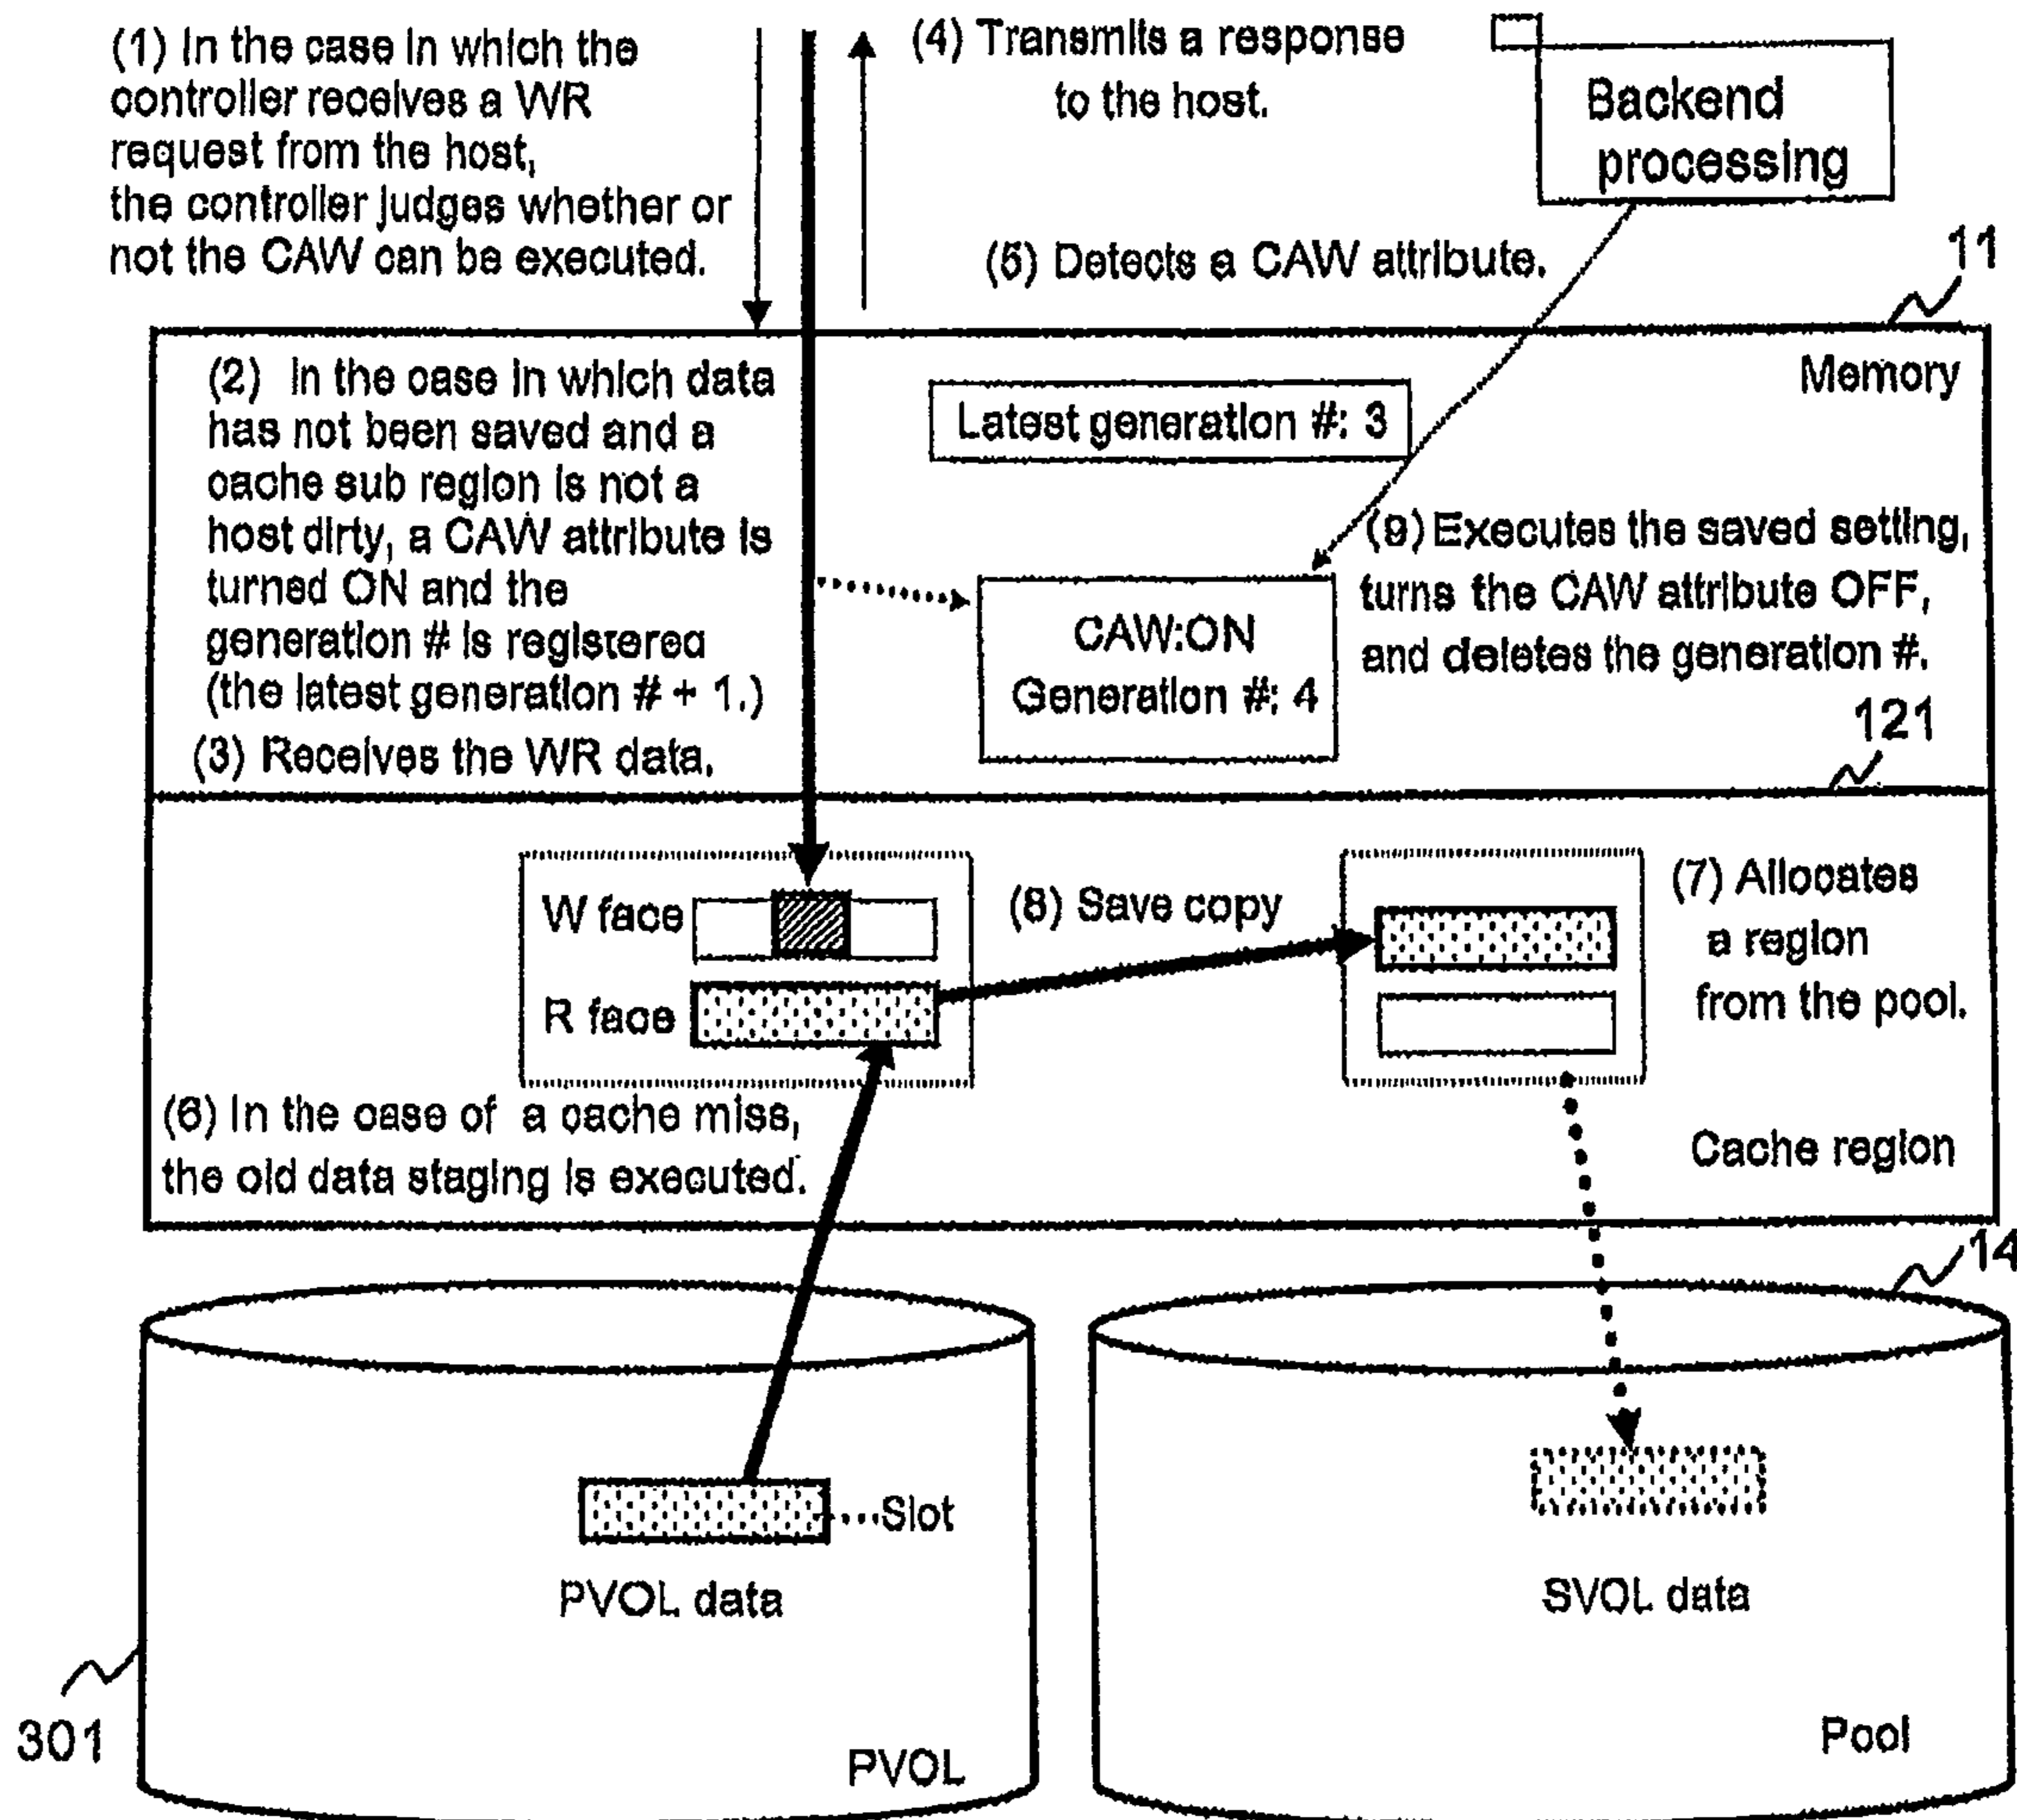 (1) In the case in which the
controller receives a WR
request from the host,
the controller judges whether or
not the CAW can be executed.
(4) Transmits a response
to the host.
Backend
processing
(5) Detects a CAW attribute.
11
Memory
(2) In the case in which data
has not been saved and a
cache sub region is not a
host dirty, a CAW attribute is
turned ON and the
generation # is registered
(the latest generation # + 1.)
(3) Receives the WR data.
Latest generation #: 3
CAW:ON
Generation #: 4
(9) Executes the saved setting,
turns the CAW attribute OFF,
and deletes the generation #.
121
W face
R face
(8) Save copy
(7) Allocates
a region
from the pool.
(6) In the case of a cache miss,
the old data staging is executed.
Cache region
14
Slot
PVOL data
SVOL data
301
PVOL
Pool